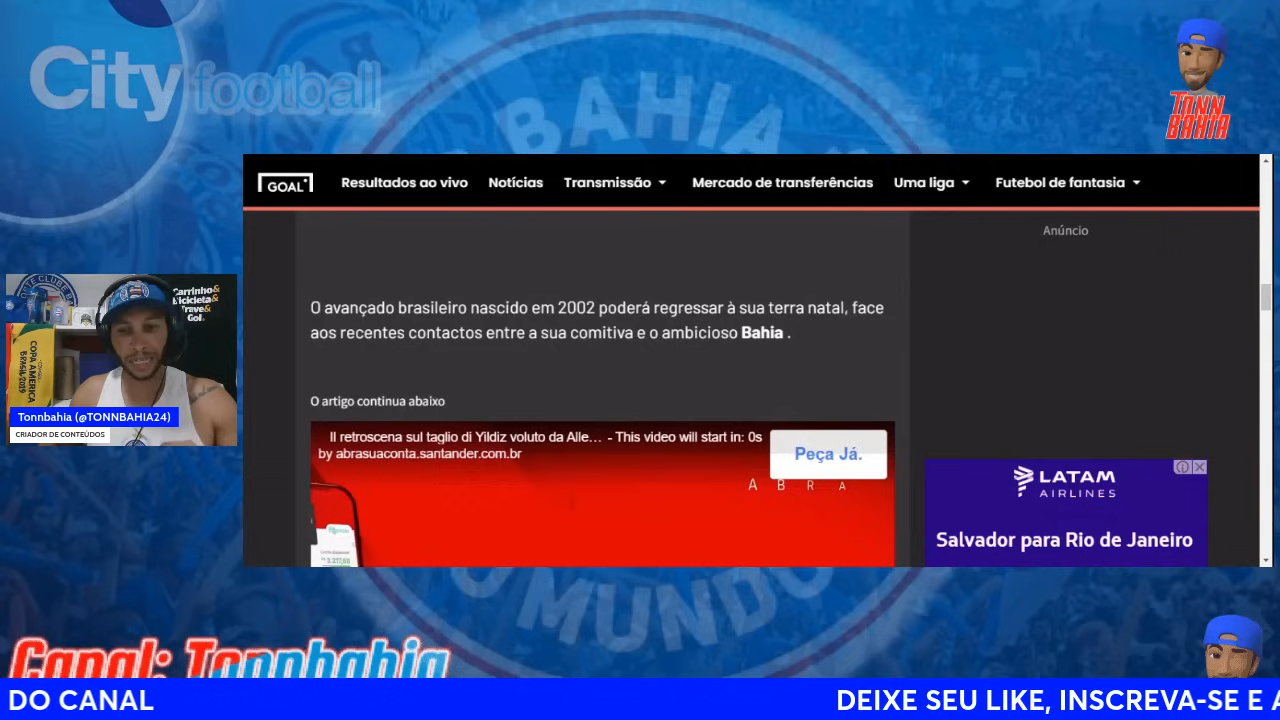 City football
BAHIA
TONN
BAHIA
GOAL
Resultados ao vivo
Notícias
Transmissão
Mercado de transferências
Uma liga
Futebol de fantasia
Anúncio
O avançado brasileiro nascido em 2002 poderá regressar à sua terra natal, face
aos recentes contactos entre a sua comitiva e o ambicioso Bahia .
O artigo continua abaixo
Il retroscena sul taglio di Yildiz voluto da Alle... - This video will start in: 0s
by abrasuaconta.santander.com.br
Peça Já.
A B R A
LATAM
AIRLINES
Salvador para Rio de Janeiro
Carrinho&
Bicicleta&
Trave&
Gol.
COPA AMERICA
BRASIL 2019
Tonnbahia (@TONNBAHIA24)
CRIADOR DE CONTEÚDOS
O MUNDO
Canal: Tonnbahia
DO CANAL
DEIXE SEU LIKE, INSCREVA-SE E A